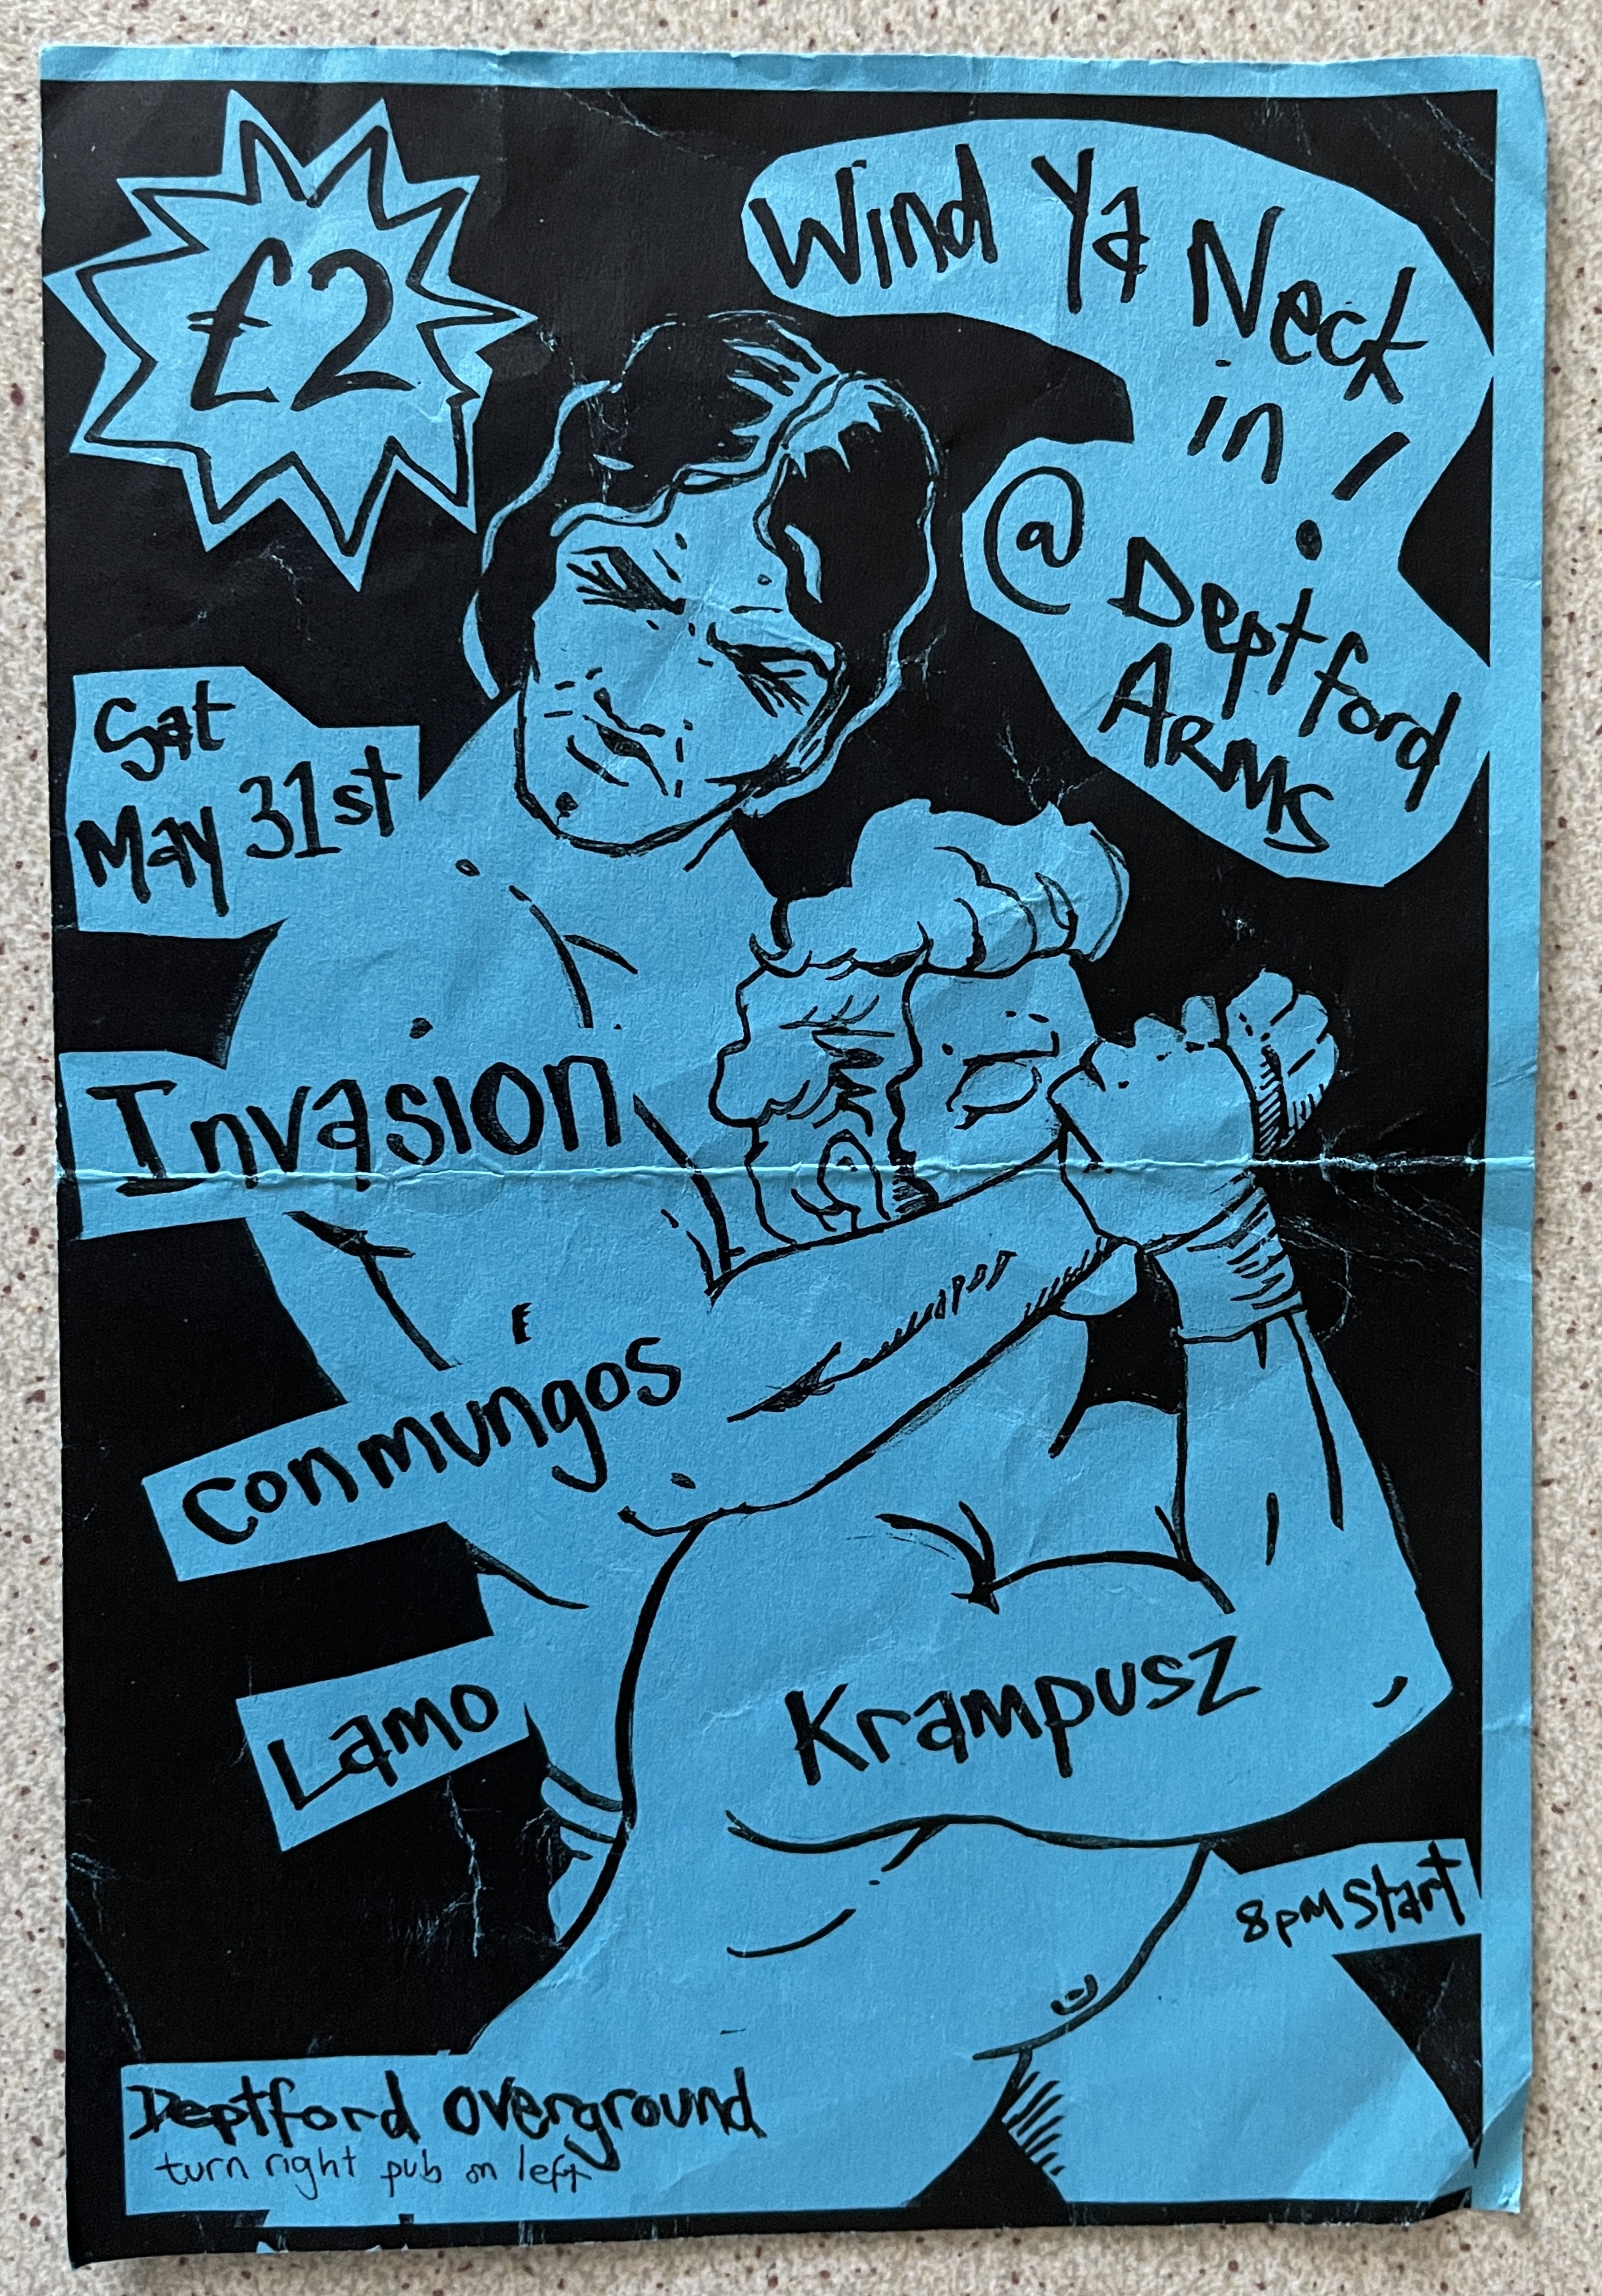 £2
Wind Ya Neck
in !
@ Deptford
ARMS
Sat
May 31st
Invasion
conmungos
Lamo
Krampusz
8pm start
Deptford overground
turn right pub on left